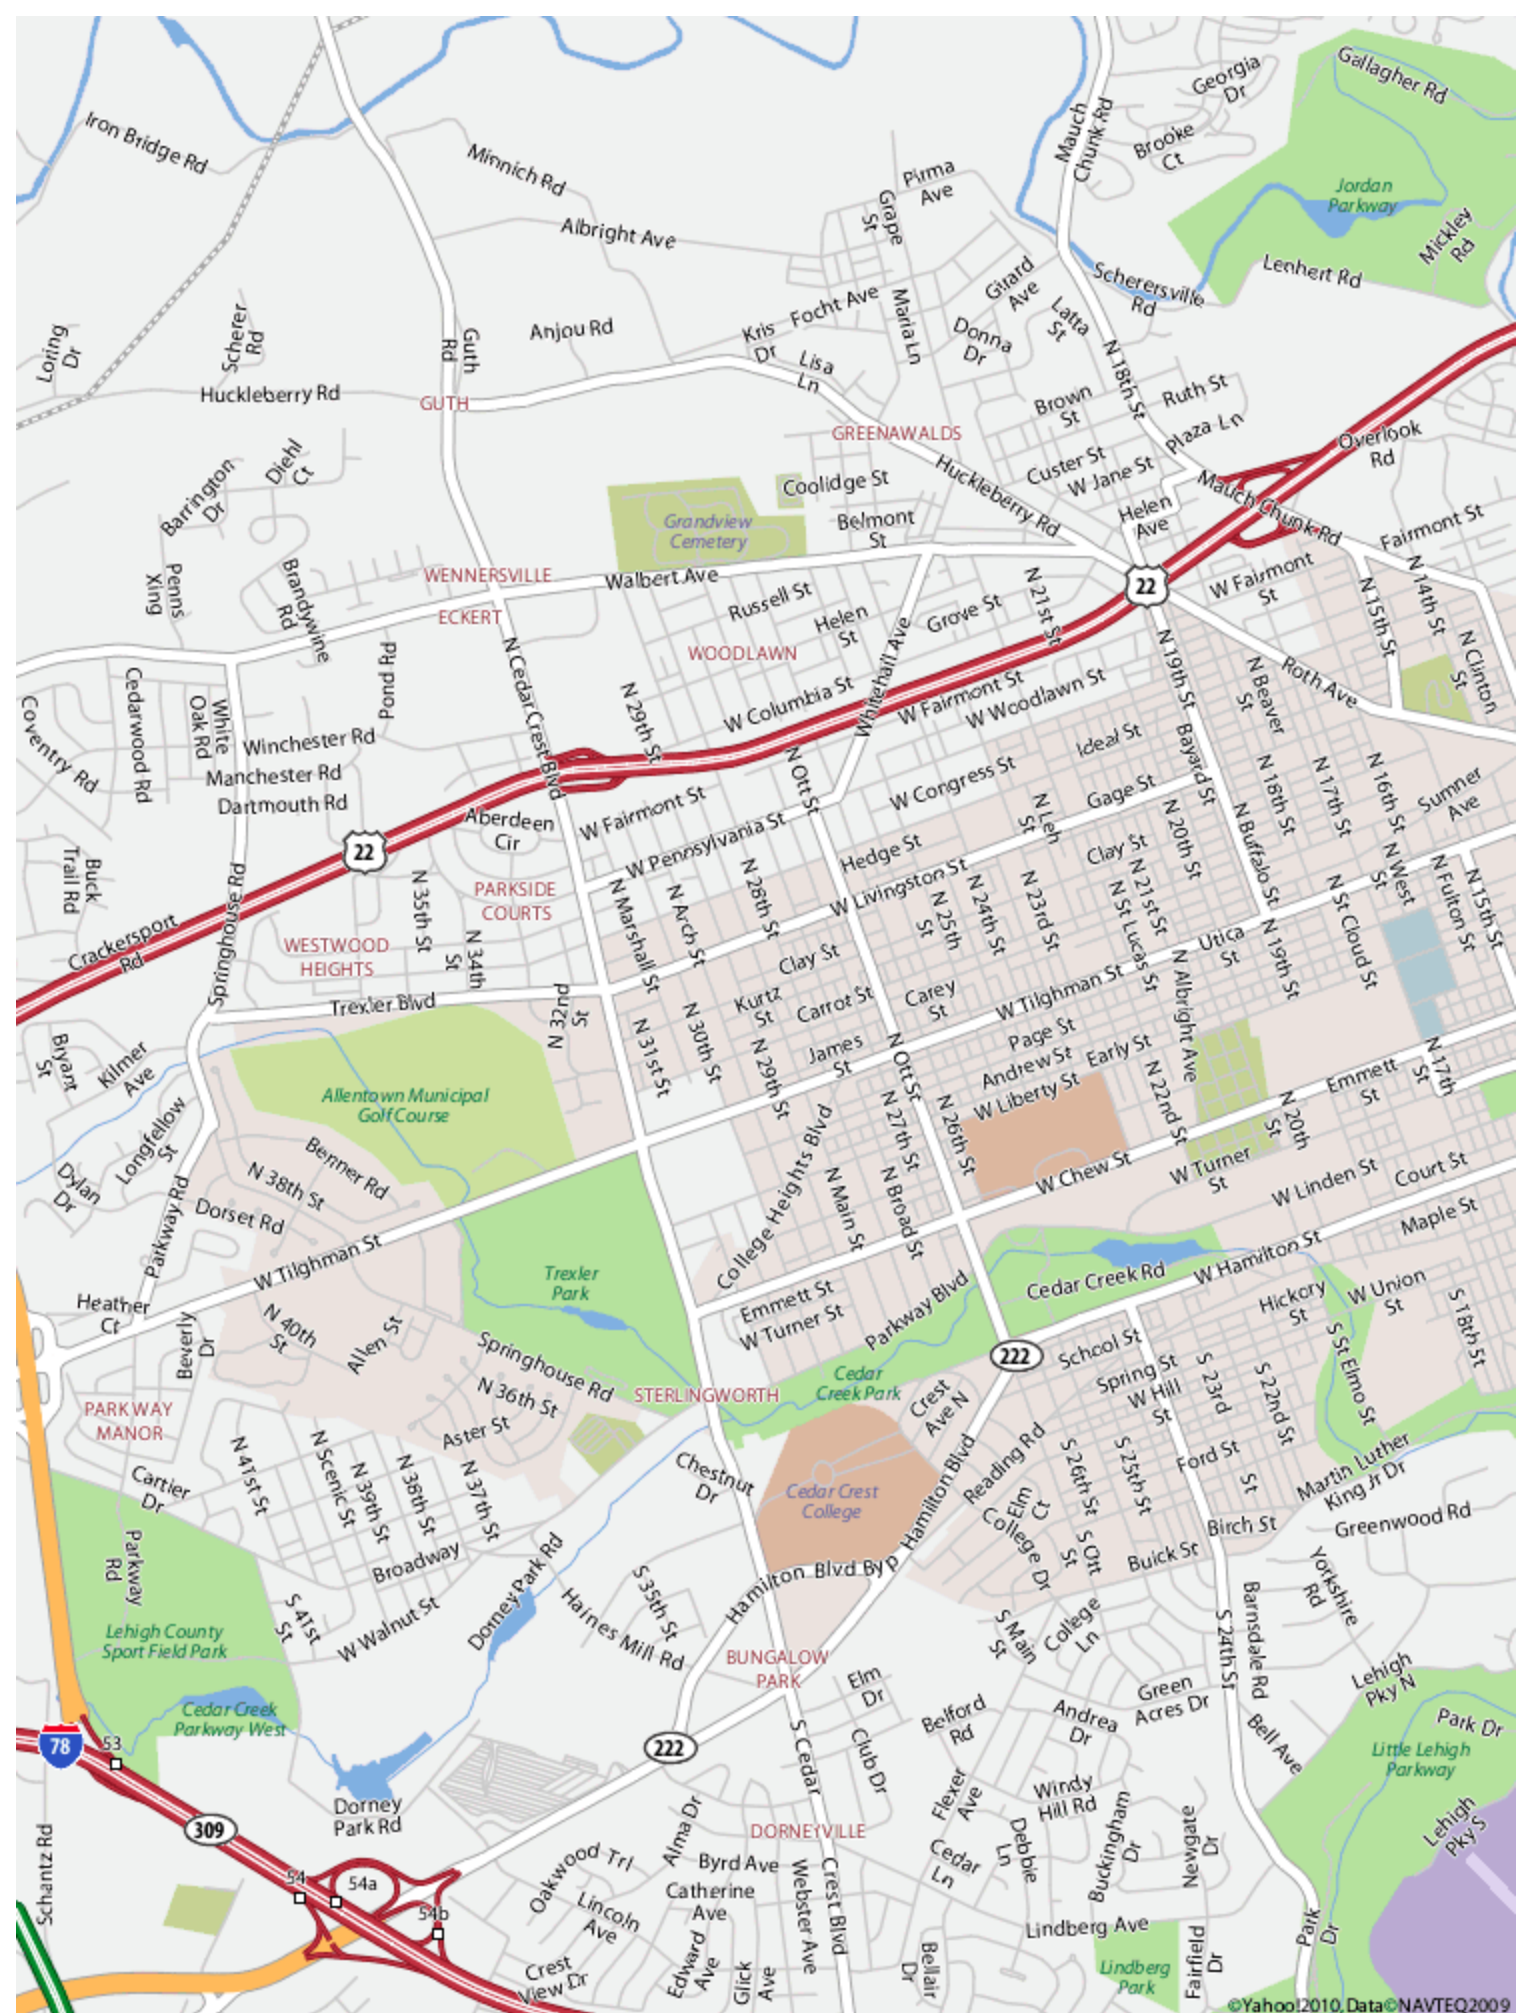 Gallagher Rd
Georgia
Dr
Mauch
Chunk Rd
Brooke
Ct
Iron Bridge Rd
Minnich Rd
Pirma
Ave
Grape
St
Jordan
Parkway
Mickley
Rd
Albright Ave
Lenhert Rd
Scherersville
Rd
Girard
Ave
Latta
St
Focht Ave
Maria Ln
Donna
Dr
Kris
Dr
Lisa
Ln
Anjou Rd
Guth
Rd
Scherer
Rd
Loring
Dr
Huckleberry Rd
GUTH
N 18th St
Ruth St
Brown
St
Plaza Ln
GREENAWALDS
Overlook
Rd
Custer St
W Jane St
Huckleberry Rd
Mauch Chunk Rd
Coolidge St
Helen
Ave
Belmont
St
Grandview
Cemetery
Diehl
Ct
Barrington
Dr
Fairmont St
Penns
Xing
Brandywine
Rd
WENNERSVILLE
Walbert Ave
ECKERT
Russell St
Helen
St
Grove St
N 21st St
22
W Fairmont
St
N 15th St
N 14th St
N Clinton
St
WOODLAWN
Whitehall Ave
N 19th St
N Beaver
St
Roth Ave
Pond Rd
N Cedar Crest Blvd
N 29th St
W Columbia St
W Fairmont St
W Woodlawn St
Coventry Rd
Cedarwood Rd
White
Oak Rd
Winchester Rd
Manchester Rd
Dartmouth Rd
Ideal St
Bayard St
N Ott St
W Congress St
Gage St
N 18th St
N 17th St
N 16th St
Sumner
Ave
Aberdeen
Cir
W Fairmont St
W Pennsylvania St
22
N Leh
St
N 20th St
N Buffalo St
Hedge St
Clay St
Buck
Trail Rd
PARKSIDE
COURTS
N 35th St
N 34th
St
N Marshall St
N Arch St
N 28th St
W Livingston St
N 25th
St
N 24th St
N 23rd St
N 21st St
N St Lucas St
N St Cloud St
N West
St
N Fulton St
N 15th St
Crackersport
Rd
Springhouse Rd
WESTWOOD
HEIGHTS
Utica
St
N 19th St
Trexler Blvd
N 32nd
St
Clay St
Kurtz
St
Carrot St
Carey
St
W Tilghman St
N Albright Ave
Bryant
St
Kilmer
Ave
N 31st St
N 30th St
N 29th St
James
St
N Ott St
Page St
Andrew St
Early St
W Liberty St
N 22nd St
Emmett
St
N 17th
St
Allentown Municipal
Golf Course
Longfellow
St
Dylan
Dr
Benner Rd
N 38th St
Dorset Rd
Parkway Rd
College Heights Blvd
N 27th St
N 26th St
N 20th
St
W Chew St
W Turner
St
W Linden St
Court St
Maple St
N Main St
N Broad St
W Tilghman St
Trexler
Park
Heather
Ct
Beverly
Dr
N 40th
St
Allen St
Emmett St
W Turner St
Parkway Blvd
Cedar Creek Rd
W Hamilton St
Hickory
St
W Union
St
S 18th St
Springhouse Rd
N 36th St
Aster St
STERLINGWORTH
Cedar
Creek Park
222
School St
Spring St
W Hill
St
S 23rd
St
S 22nd St
S St Elmo St
PARKWAY
MANOR
Crest
Ave N
Cartier
Dr
N 41st St
N Scenic St
N 39th St
N 38th St
N 37th St
Chestnut
Dr
Cedar Crest
College
Hamilton Blvd
Reading Rd
S 26th St
S 25th St
Ford St
Martin Luther
King Jr Dr
Elm
Ct
College Dr
Greenwood Rd
Birch St
Parkway
Rd
Broadway
Dorney Park Rd
Hamilton Blvd Byp
S Ott
St
Buick St
S 41st
St
W Walnut St
Haines Mill Rd
S 35th St
Lehigh County
Sport Field Park
S Main
St
College
Ln
S 24th St
Barnsdale Rd
Yorkshire
Rd
BUNGALOW
PARK
Elm
Dr
Lehigh
Pky N
Cedar Creek
Parkway West
78
53
222
S Cedar
Crest Blvd
Club Dr
Belford
Rd
Andrea
Dr
Green
Acres Dr
Bell Ave
Park Dr
Little Lehigh
Parkway
Dorney
Park Rd
309
Alma Dr
Flexer
Ave
Windy
Hill Rd
Lehigh
Pky S
DORNEYVILLE
Schantz Rd
Oakwood Trl
Byrd Ave
Cedar
Ln
Debbie
Ln
Buckingham
Dr
Newgate
Dr
54
54a
54b
Catherine
Ave
Webster Ave
Lincoln
Ave
Lindberg Ave
Park
Dr
Crest
View Dr
Edward
Ave
Glick
Ave
Bellair
Dr
Lindberg
Park
Fairfield
Dr
©Yahoo!2010,Data©NAVTEQ2009